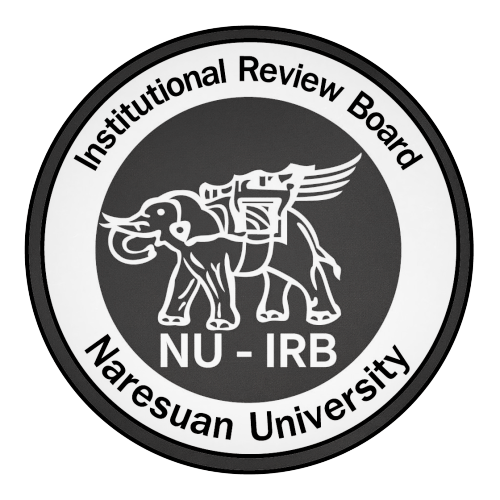 Institutional Review Board
NU - IRB
Naresuan University